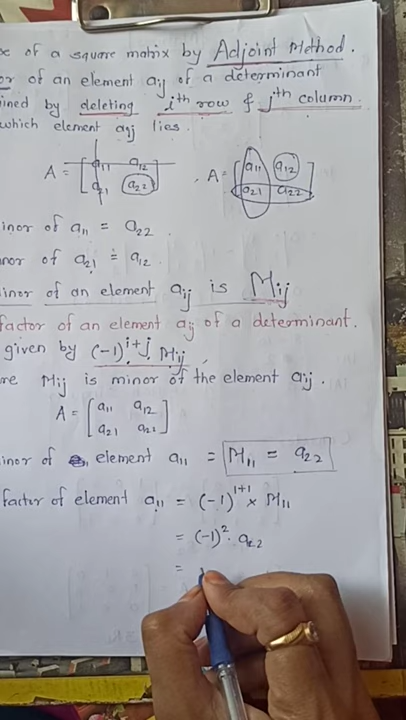 of a square matrix by Adjoint Method.
or of an element aij of a determinant
ined by deleting ith row & jth column
which element aij lies.
A = [a11 a12 , A = [a11 a12
a21 a22] a21 a22]
inor of a11 = a22
nor of a21 = a12
inor of an element aij is Mij
factor of an element aij of a determinant.
given by (-1)^i+j Mij,
re Mij is minor of the element aij.
A = [a11 a12
a21 a22]
inor of element a11 = M11 = a22
factor of element a11 = (-1)^1+1 × M11
= (-1)^2 . a22
=